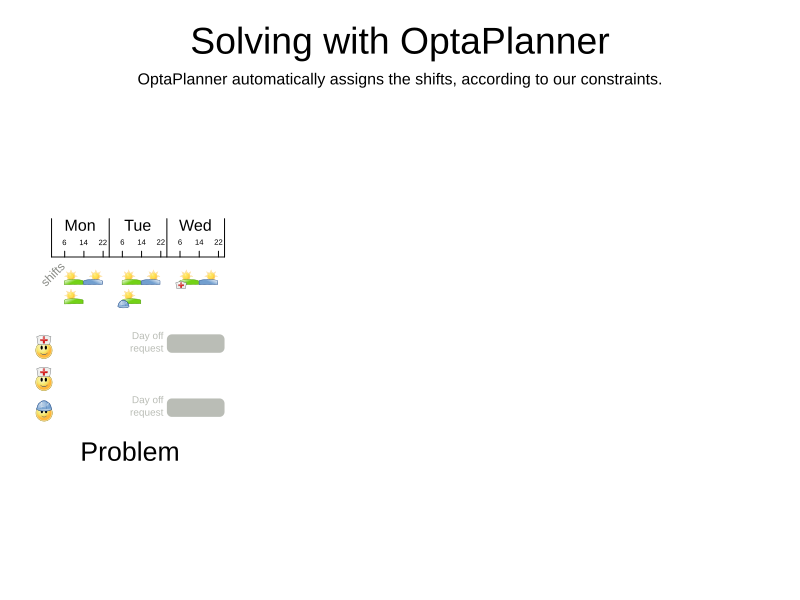 Solving with OptaPlanner
OptaPlanner automatically assigns the shifts, according to our constraints.
Mon Tue Wed
6 14 22 6 14 22 6 14 22
shifts
Day off
request
Day off
request
Problem